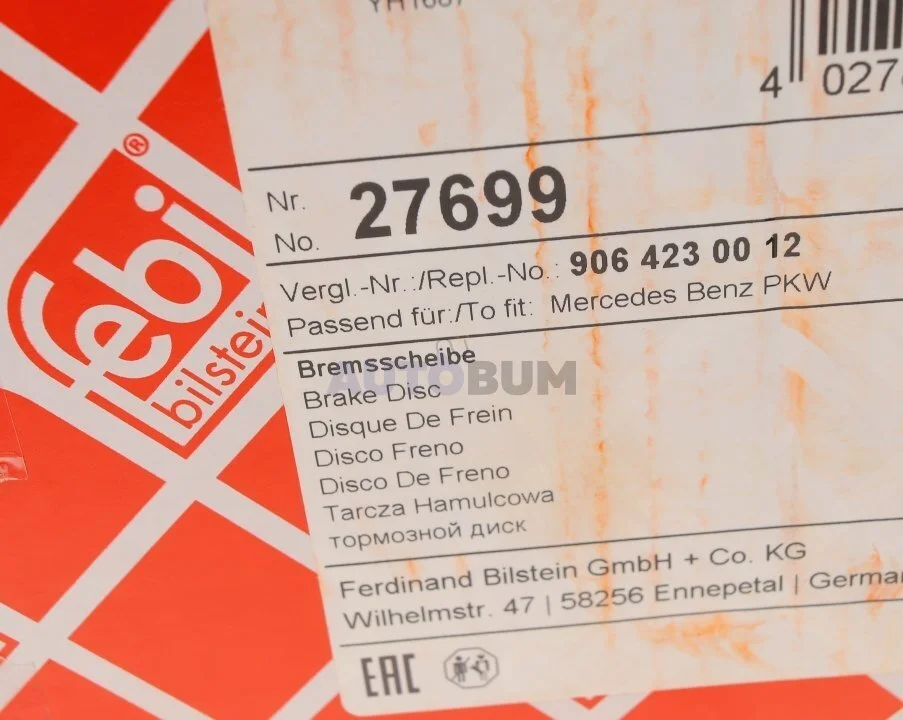 4 027
®
febi
bilstein
Nr.
No.
27699
Vergl.-Nr.:/Repl.-No.: 906 423 00 12
Passend für:/To fit: Mercedes Benz PKW
Bremsscheibe
AUTOBUM
Brake Disc
Disque De Frein
Disco Freno
Disco De Freno
Tarcza Hamulcowa
тормозной диск
Ferdinand Bilstein GmbH + Co. KG
Wilhelmstr. 47 | 58256 Ennepetal | German
EAC